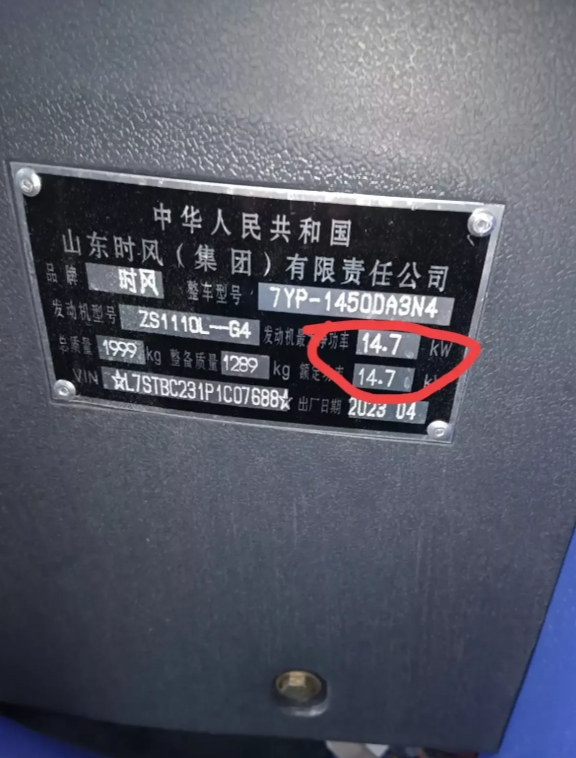 中华人民共和国
山东时风(集团)有限责任公司
品牌 时风 整车型号 7YP-1450DA3N4
发动机型号 ZS1110L-G4 发动机最 净功率 14.7 kW
总质量 1999 kg 整备质量 1289 kg 额定功率 14.7 k
VIN ☆L7STBC231P1C07688☆ 出厂日期 2023 04